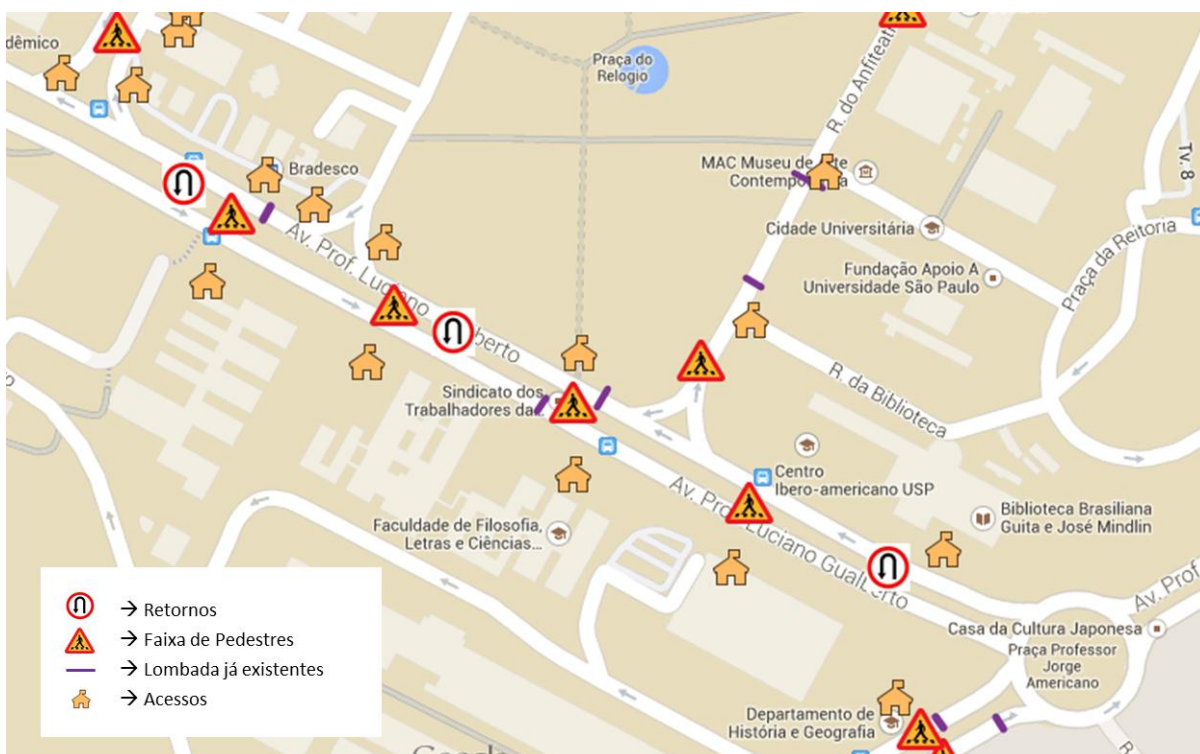 dêmico
Praça do
Relogio
R. do Anfiteatr
Tv. 8
Bradesco
MAC Museu de
te
Contemp
a
Cidade Universitária
Praça da Reitoria
Fundação Apoio A
Universidade São Paulo
Av. Prof. Luciano
berto
Sindicato dos
Trabalhadores da...
R. da Biblioteca
Centro
Ibero-americano USP
Av. Prof. Luciano Gualberto
Biblioteca Brasiliana
Guita e José Mindlin
Faculdade de Filosofia,
Letras e Ciências...
Av. Prof.
Casa da Cultura Japonesa
Praça Professor
Jorge
Americano
Departamento de
História e Geografia
R.
→ Retornos
→ Faixa de Pedestres
→ Lombada já existentes
→ Acessos